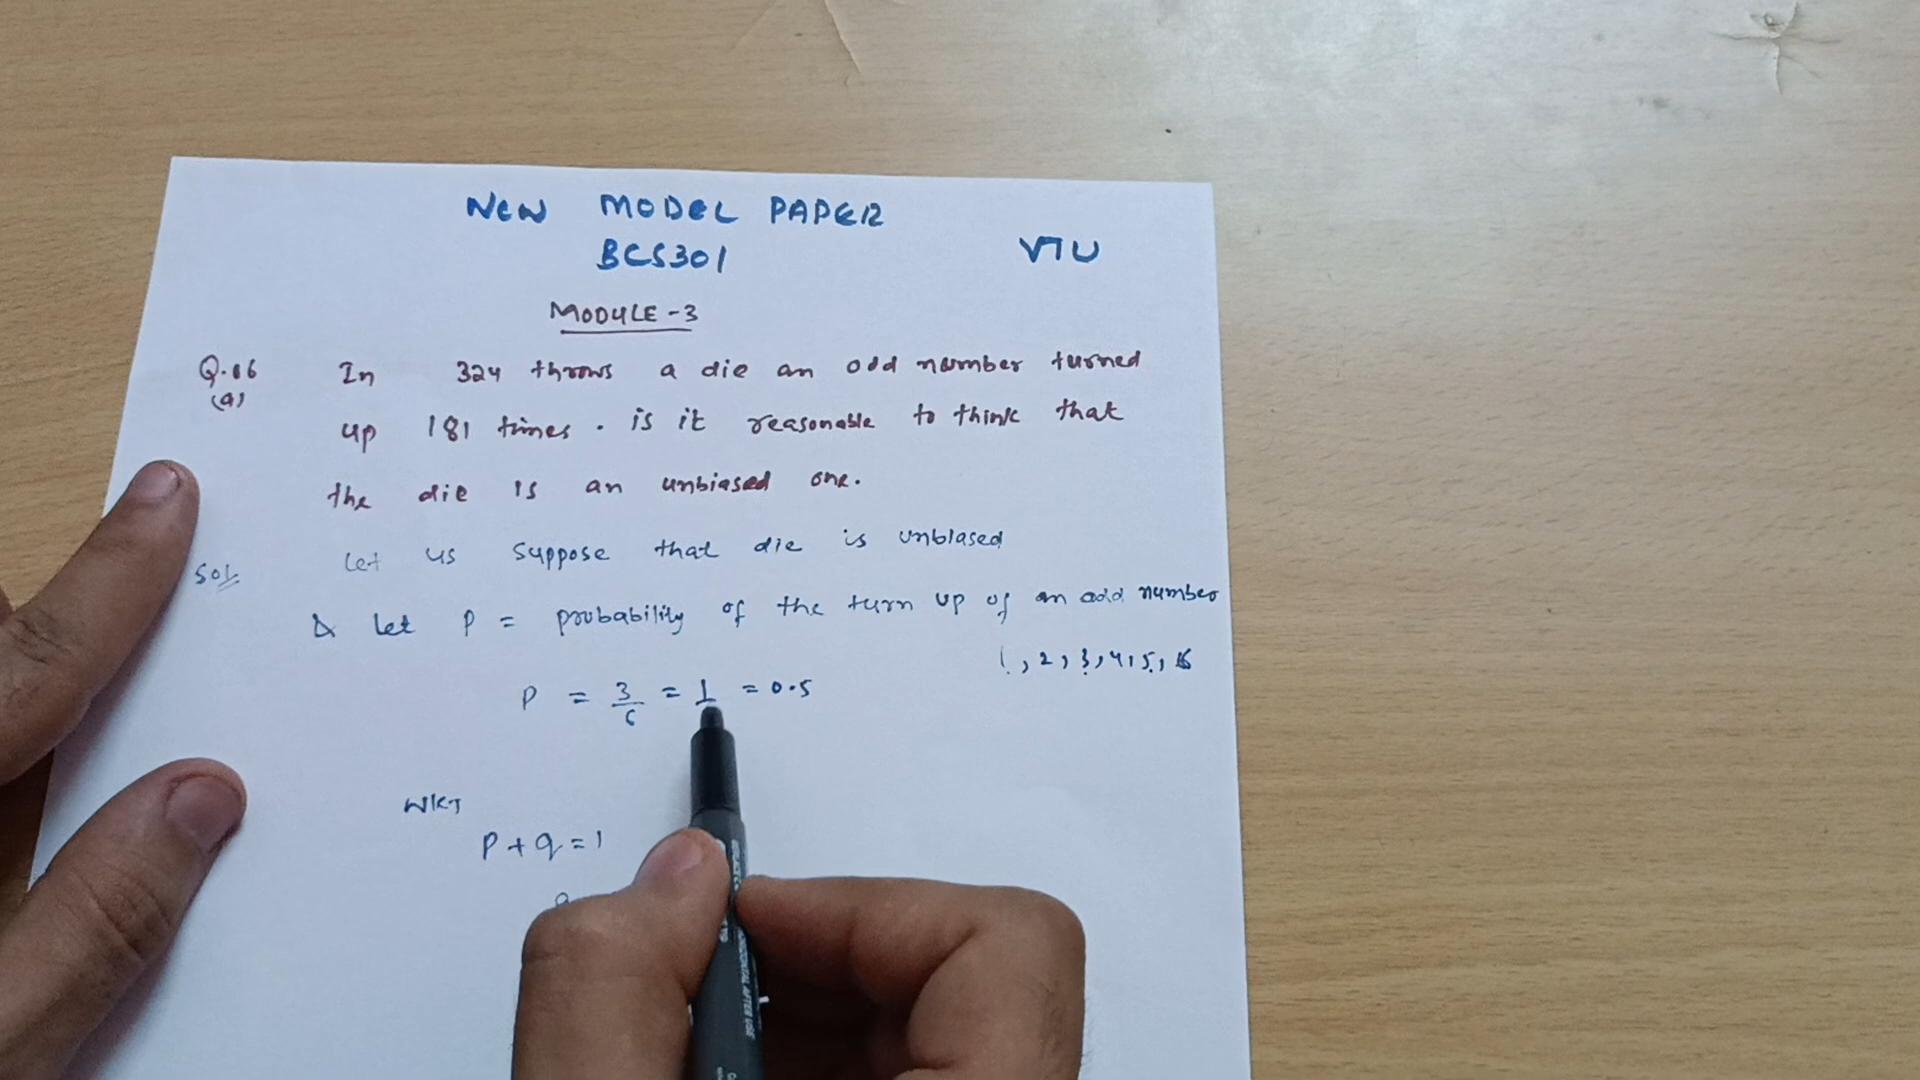 NEW MODEL PAPER
BCS301 VTU
MODULE-3
Q.06 In 324 throws a die an odd number turned
(a) up 181 times. is it reasonable to think that
the die is an unbiased one.
Sol. Let us suppose that die is unbiased
& Let P = probability of the turn up of an odd number
1, 2, 3, 4, 5, 6
P = 3/6 = 1 = 0.5
WKT
P+q=1